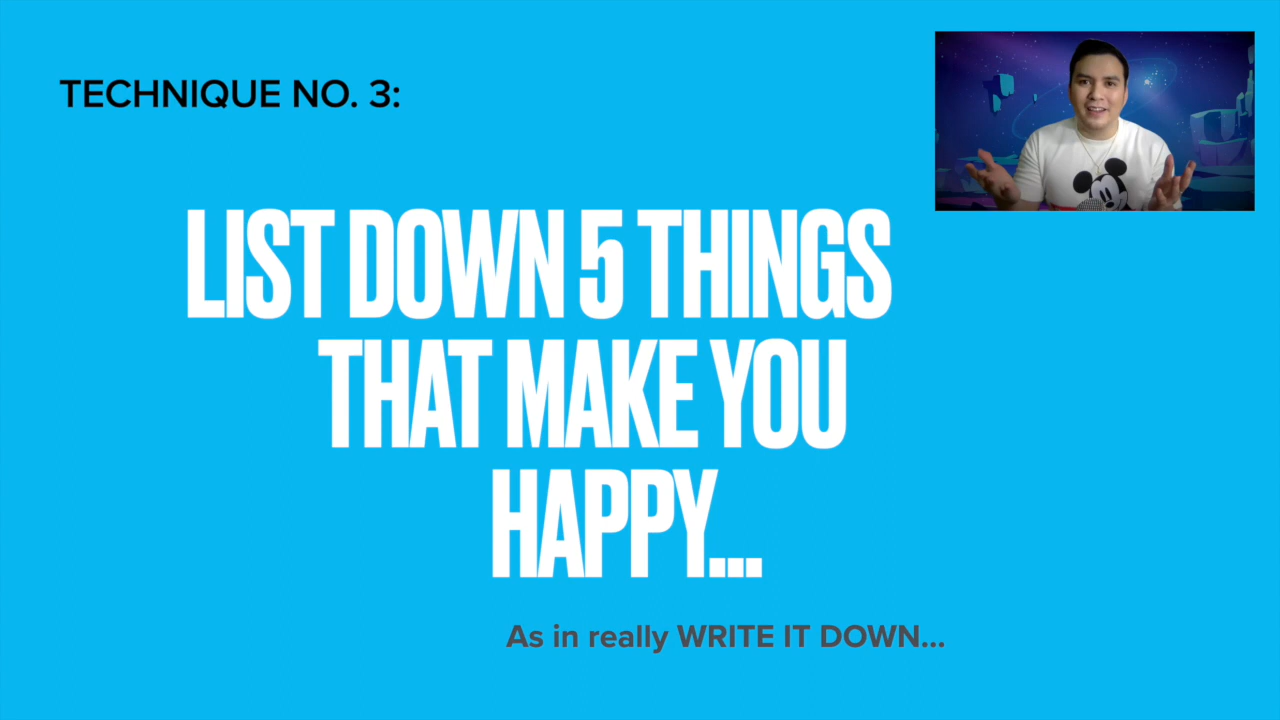 TECHNIQUE NO. 3:
LIST DOWN 5 THINGS
THAT MAKE YOU
HAPPY...
As in really WRITE IT DOWN...